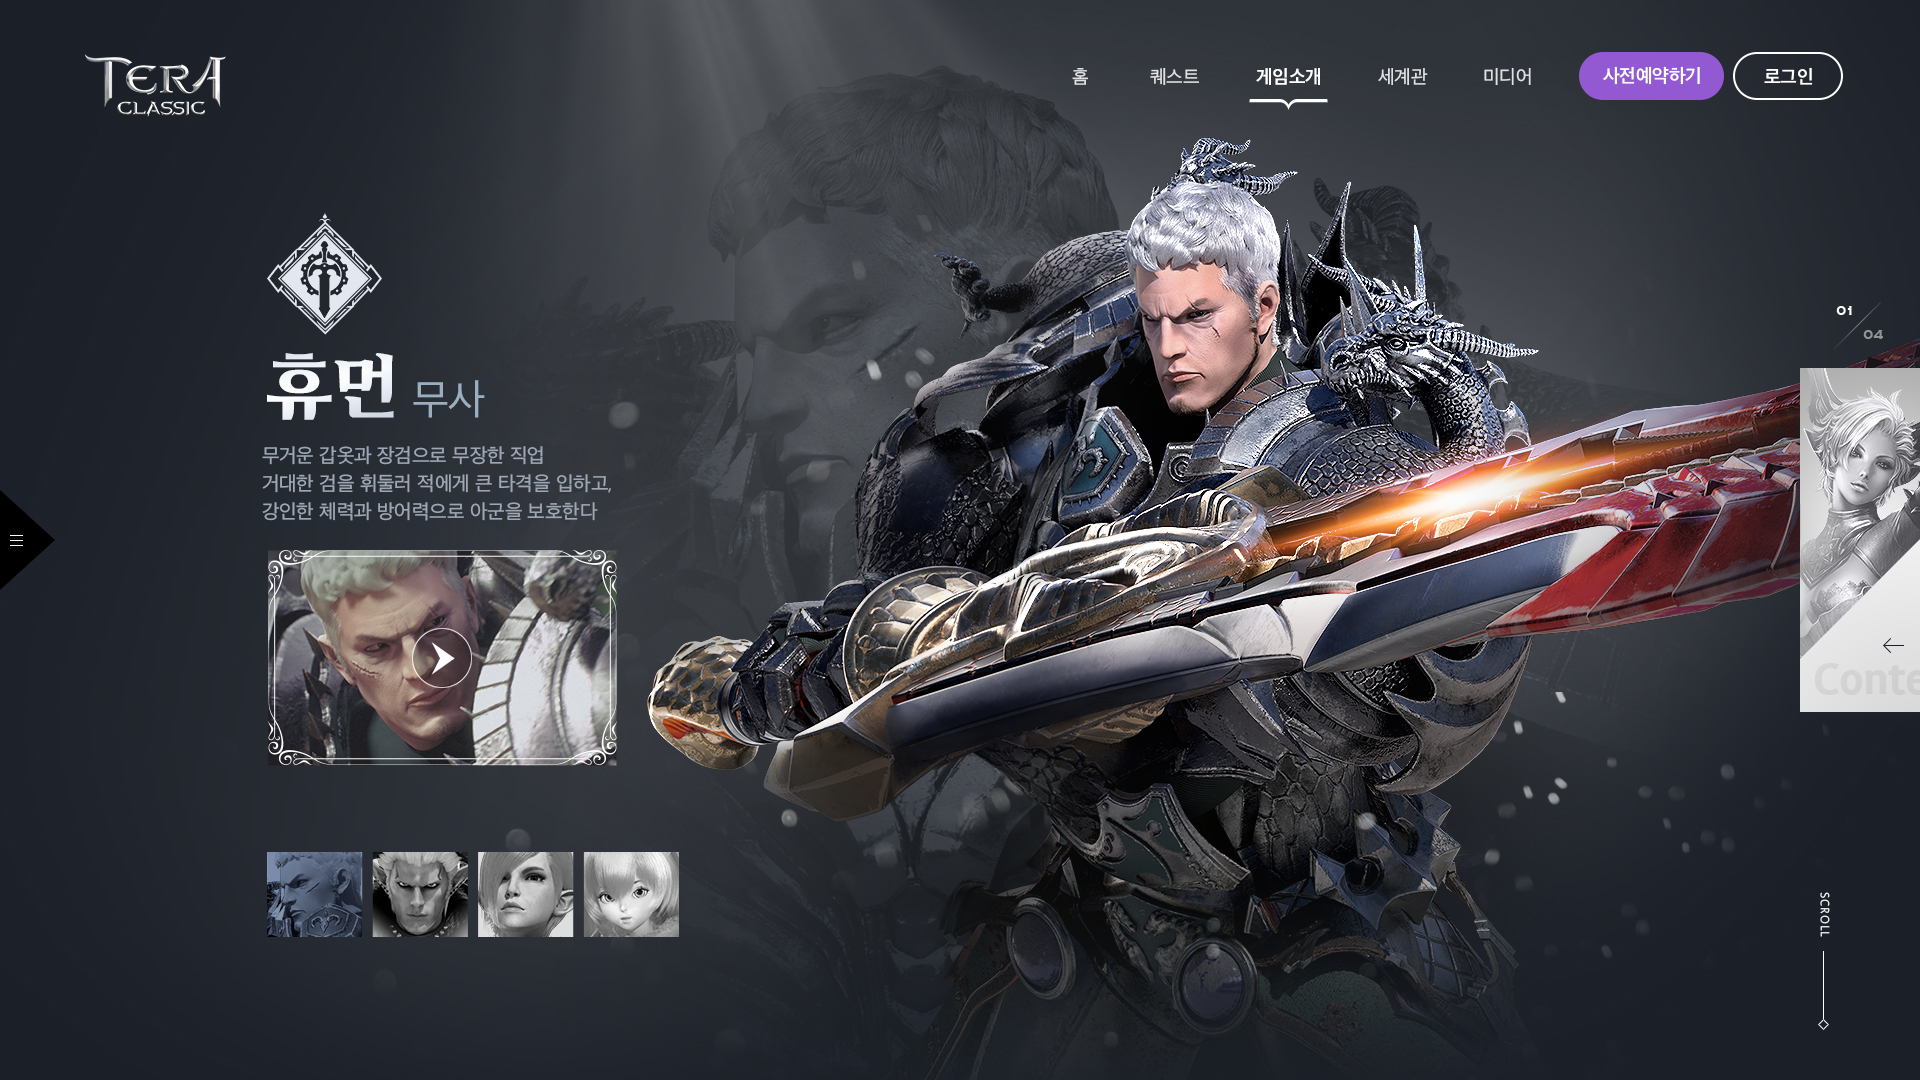 TERA
CLASSIC
홈
퀘스트
게임소개
세계관
미디어
사전예약하기
로그인
휴먼 무사
무거운 갑옷과 장검으로 무장한 직업
거대한 검을 휘둘러 적에게 큰 타격을 입하고,
강인한 체력과 방어력으로 아군을 보호한다
01
04
Conte
SCROLL